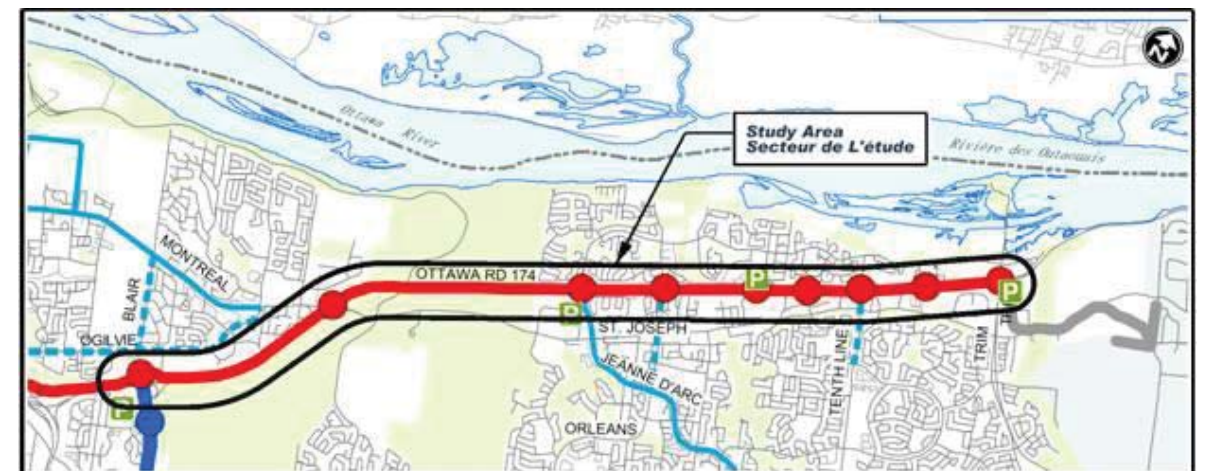 N
Ottawa River
Study Area
Secteur de L'étude
Rivière des Outaouais
MONTREAL
BLAIR
OTTAWA RD 174
P
P
P
ST. JOSEPH
OGILVIE
TRIM
TENTH LINE
JEANNE D'ARC
P
ORLEANS